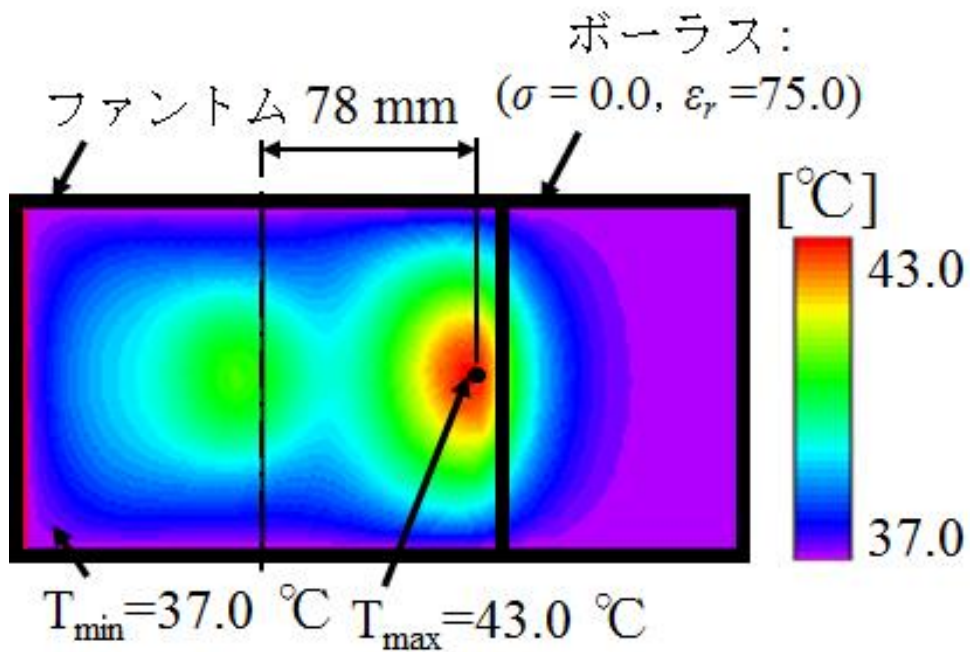 ボーラス:
(σ = 0.0, εr =75.0)
ファントム 78 mm
[℃]
43.0
37.0
Tmin=37.0 ℃ Tmax=43.0 ℃